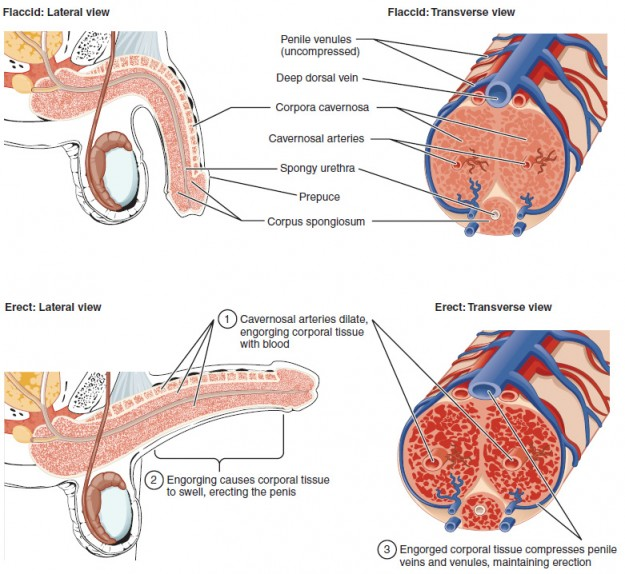 Flaccid: Lateral view
Flaccid: Transverse view
Penile venules
(uncompressed)
Deep dorsal vein
Corpora cavernosa
Cavernosal arteries
Spongy urethra
Prepuce
Corpus spongiosum
Erect: Lateral view
Erect: Transverse view
1 Cavernosal arteries dilate,
engorging corporal tissue
with blood
2 Engorging causes corporal tissue
to swell, erecting the penis
3 Engorged corporal tissue compresses penile
veins and venules, maintaining erection